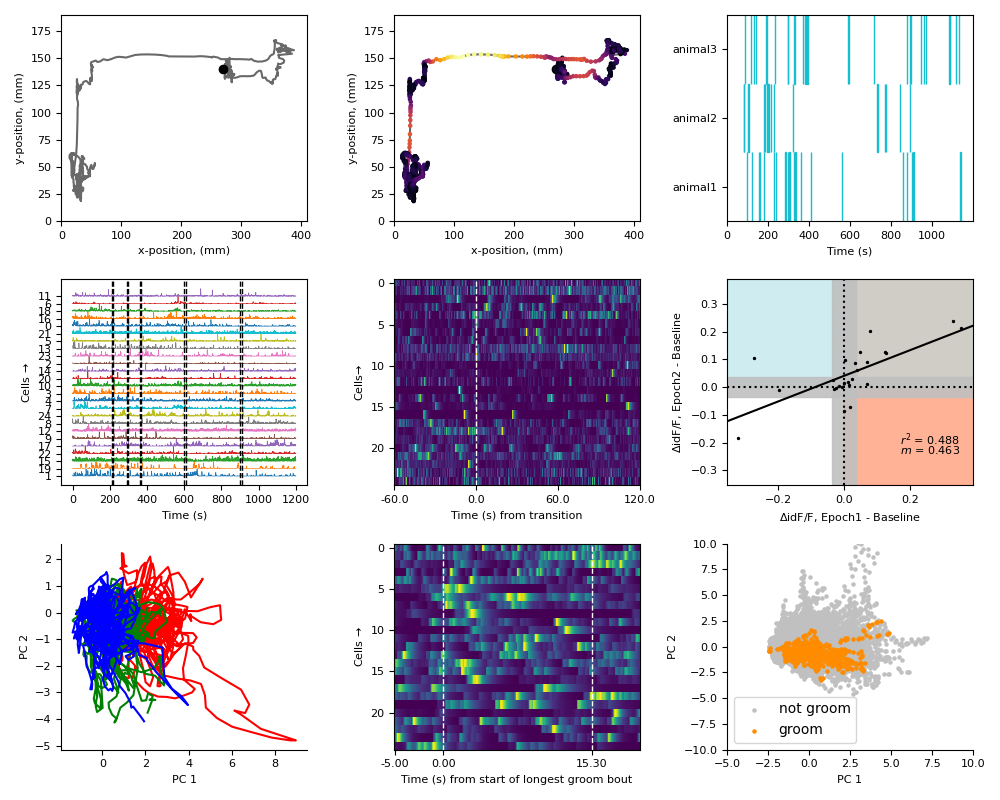 175
150
125
100
75
50
25
0
y-position, (mm)
0 100 200 300 400
x-position, (mm)
175
150
125
100
75
50
25
0
y-position, (mm)
0 100 200 300 400
x-position, (mm)
animal3
animal2
animal1
0 200 400 600 800 1000
Time (s)
Cells →
11
6
18
16
0
21
5
23
20
24
8
12
9
17
22
15
19
1
0 200 400 600 800 1000 1200
Time (s)
0
5
10
15
20
Cells→
-60.0 0.0 60.0 120.0
Time (s) from transition
0.3
0.2
0.1
0.0
−0.1
−0.2
−0.3
ΔidF/F, Epoch2 - Baseline
r² = 0.488
m = 0.463
−0.2 0.0 0.2
ΔidF/F, Epoch1 - Baseline
2
1
0
−1
−2
−3
−4
−5
PC 2
0 2 4 6 8
PC 1
0
5
10
15
20
Cells →
-5.00 0.00 15.30
Time (s) from start of longest groom bout
10.0
7.5
5.0
2.5
0.0
−2.5
−5.0
−7.5
−10.0
PC 2
not groom
groom
−5.0 −2.5 0.0 2.5 5.0 7.5 10.0
PC 1